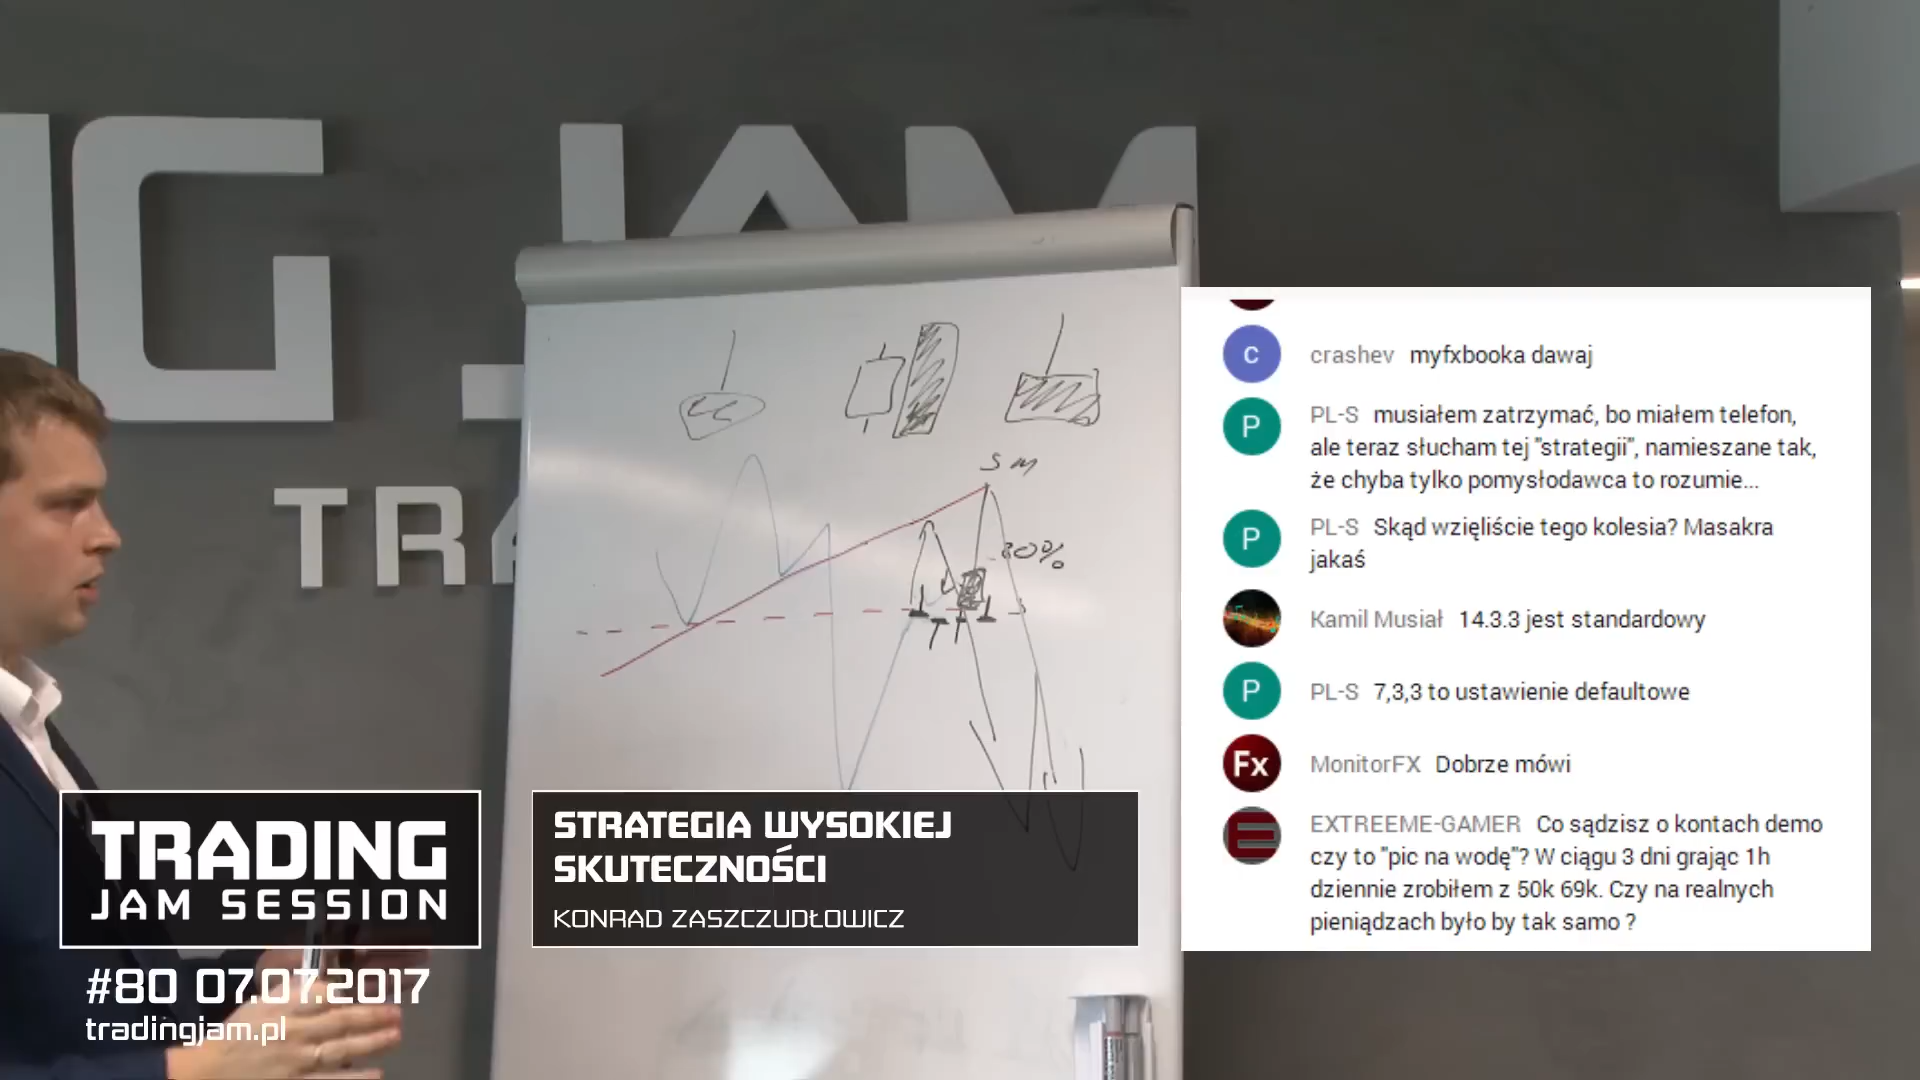 NG JAM
TR
SM
80%
crashev myfxbooka dawaj
PL-S musiałem zatrzymać, bo miałem telefon,
ale teraz słucham tej "strategii", namieszane tak,
że chyba tylko pomysłodawca to rozumie...
PL-S Skąd wzięliście tego kolesia? Masakra
jakaś
Kamil Musiał 14.3.3 jest standardowy
PL-S 7,3,3 to ustawienie defaultowe
Fx MonitorFX Dobrze mówi
EXTREEME-GAMER Co sądzisz o kontach demo
czy to "pic na wodę"? W ciągu 3 dni grając 1h
dziennie zrobiłem z 50k 69k. Czy na realnych
pieniądzach było by tak samo ?
TRADING
JAM SESSION
#80 07.07.2017
tradingjam.pl
STRATEGIA WYSOKIEJ
SKUTECZNOŚCI
KONRAD ZASZCZUDŁOWICZ